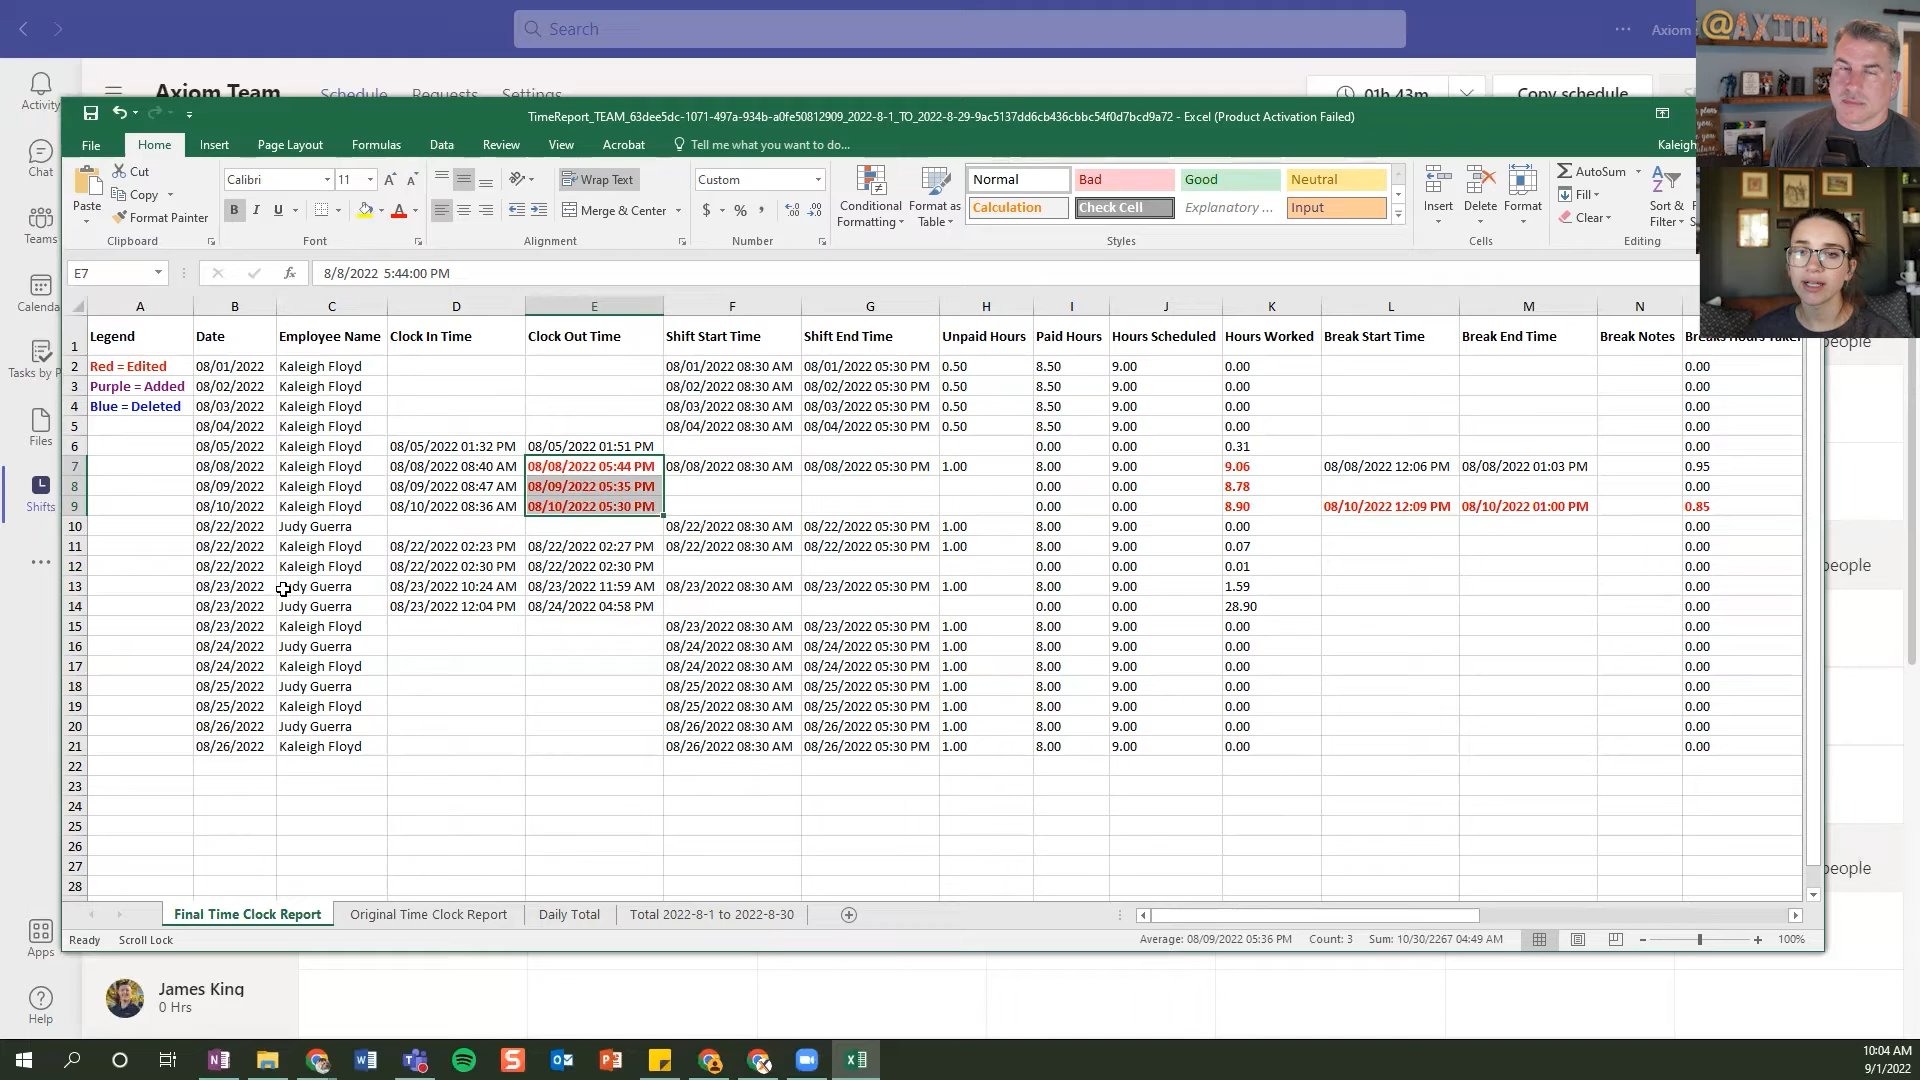 Search
Axiom
@AXIOM
Activity
Chat
Teams
Calenda
Tasks by P
Files
Shifts
Apps
Help
Axiom Team Schedule Requests Settings 01h 43m Copy schedule
TimeReport_TEAM_63dee5dc-1071-497a-934b-a0fe50812909_2022-8-1_TO_2022-8-29-9ac5137dd6cb436cbbc54f0d7bcd9a72 - Excel (Product Activation Failed)
File Home Insert Page Layout Formulas Data Review View Acrobat Tell me what you want to do... Kaleigh
Paste Cut Copy Format Painter Clipboard
Calibri 11 B I U Font
Wrap Text Merge & Center Alignment
Custom $ % , Number
Conditional Formatting Format as Table
Normal Bad Good Neutral
Calculation Check Cell Explanatory ... Input
Styles
Insert Delete Format Cells
AutoSum Fill Clear Sort & Filter Editing
E7 fx 8/8/2022 5:44:00 PM
A B C D E F G H I J K L M N
1 Legend Date Employee Name Clock In Time Clock Out Time Shift Start Time Shift End Time Unpaid Hours Paid Hours Hours Scheduled Hours Worked Break Start Time Break End Time Break Notes
2 Red = Edited 08/01/2022 Kaleigh Floyd 08/01/2022 08:30 AM 08/01/2022 05:30 PM 0.50 8.50 9.00 0.00 0.00
3 Purple = Added 08/02/2022 Kaleigh Floyd 08/02/2022 08:30 AM 08/02/2022 05:30 PM 0.50 8.50 9.00 0.00 0.00
4 Blue = Deleted 08/03/2022 Kaleigh Floyd 08/03/2022 08:30 AM 08/03/2022 05:30 PM 0.50 8.50 9.00 0.00 0.00
5 08/04/2022 Kaleigh Floyd 08/04/2022 08:30 AM 08/04/2022 05:30 PM 0.50 8.50 9.00 0.00 0.00
6 08/05/2022 Kaleigh Floyd 08/05/2022 01:32 PM 08/05/2022 01:51 PM 0.00 0.00 0.31 0.00
7 08/08/2022 Kaleigh Floyd 08/08/2022 08:40 AM 08/08/2022 05:44 PM 08/08/2022 08:30 AM 08/08/2022 05:30 PM 1.00 8.00 9.00 9.06 08/08/2022 12:06 PM 08/08/2022 01:03 PM 0.95
8 08/09/2022 Kaleigh Floyd 08/09/2022 08:47 AM 08/09/2022 05:35 PM 0.00 0.00 8.78 0.00
9 08/10/2022 Kaleigh Floyd 08/10/2022 08:36 AM 08/10/2022 05:30 PM 0.00 0.00 8.90 08/10/2022 12:09 PM 08/10/2022 01:00 PM 0.85
10 08/22/2022 Judy Guerra 08/22/2022 08:30 AM 08/22/2022 05:30 PM 1.00 8.00 9.00 0.00 0.00
11 08/22/2022 Kaleigh Floyd 08/22/2022 02:23 PM 08/22/2022 02:27 PM 08/22/2022 08:30 AM 08/22/2022 05:30 PM 1.00 8.00 9.00 0.07 0.00
12 08/22/2022 Kaleigh Floyd 08/22/2022 02:30 PM 08/22/2022 02:30 PM 0.00 0.00 0.01 0.00
13 08/23/2022 Judy Guerra 08/23/2022 10:24 AM 08/23/2022 11:59 AM 08/23/2022 08:30 AM 08/23/2022 05:30 PM 1.00 8.00 9.00 1.59 0.00
14 08/23/2022 Judy Guerra 08/23/2022 12:04 PM 08/24/2022 04:58 PM 0.00 0.00 28.90 0.00
15 08/23/2022 Kaleigh Floyd 08/23/2022 08:30 AM 08/23/2022 05:30 PM 1.00 8.00 9.00 0.00 0.00
16 08/24/2022 Judy Guerra 08/24/2022 08:30 AM 08/24/2022 05:30 PM 1.00 8.00 9.00 0.00 0.00
17 08/24/2022 Kaleigh Floyd 08/24/2022 08:30 AM 08/24/2022 05:30 PM 1.00 8.00 9.00 0.00 0.00
18 08/25/2022 Judy Guerra 08/25/2022 08:30 AM 08/25/2022 05:30 PM 1.00 8.00 9.00 0.00 0.00
19 08/25/2022 Kaleigh Floyd 08/25/2022 08:30 AM 08/25/2022 05:30 PM 1.00 8.00 9.00 0.00 0.00
20 08/26/2022 Judy Guerra 08/26/2022 08:30 AM 08/26/2022 05:30 PM 1.00 8.00 9.00 0.00 0.00
21 08/26/2022 Kaleigh Floyd 08/26/2022 08:30 AM 08/26/2022 05:30 PM 1.00 8.00 9.00 0.00 0.00
22
23
24
25
26
27
28
people
people
people
Final Time Clock Report Original Time Clock Report Daily Total Total 2022-8-1 to 2022-8-30
Ready Scroll Lock Average: 08/09/2022 05:36 PM Count: 3 Sum: 10/30/2267 04:49 AM 100%
James King
0 Hrs
10:04 AM
9/1/2022